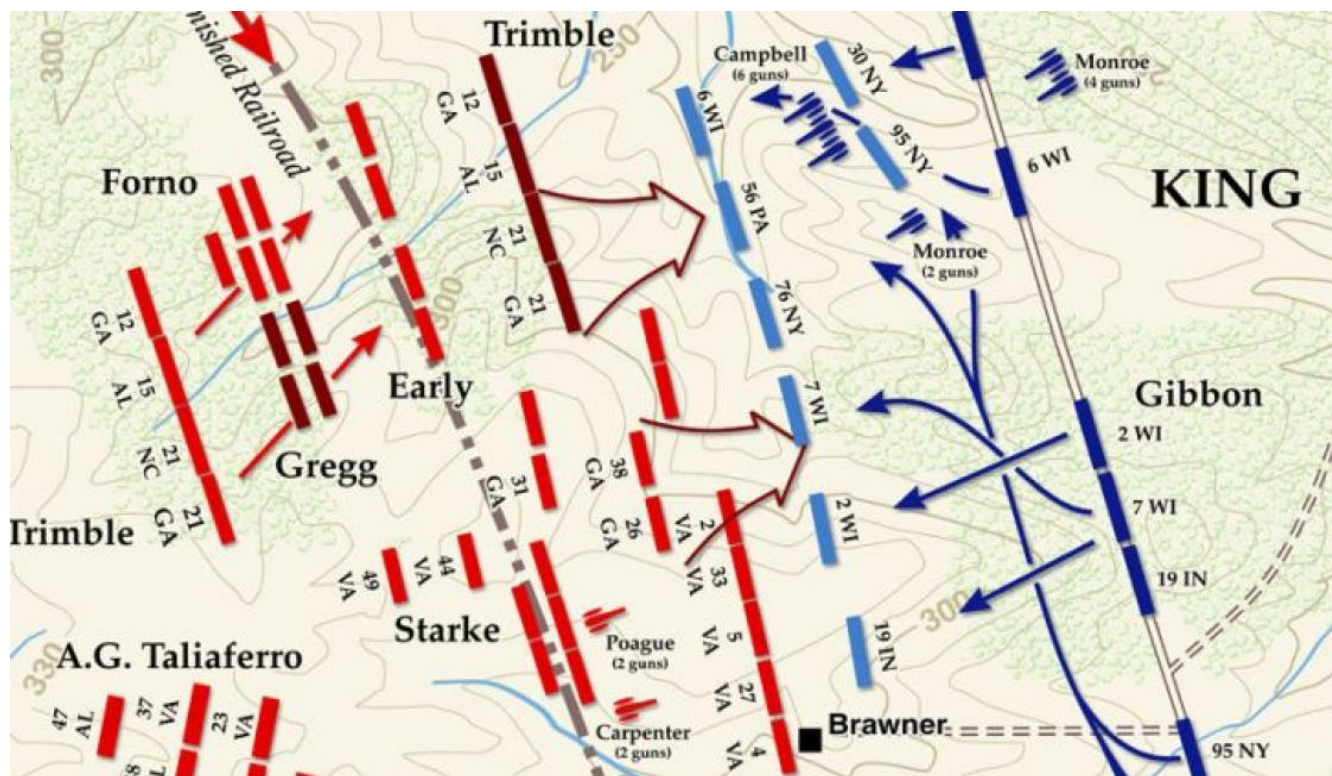 300
nished Railroad
Trimble
250
Campbell
(6 guns)
30 NY
Monroe
(4 guns)
12
GA
15
AL
21
NC
21
GA
6 WI
95 NY
6 WI
KING
Forno
56 PA
Monroe
(2 guns)
12
GA
15
AL
21
NC
21
GA
Trimble
300
76 NY
Early
Gregg
7 WI
Gibbon
2 WI
7 WI
19 IN
31
GA
38
GA
26
GA
2
VA
33
VA
5
VA
27
VA
4
VA
2 WI
49
VA
44
VA
Starke
Poague
(2 guns)
300
19 IN
A.G. Taliaferro
330
47
AL
37
VA
23
VA
Carpenter
(2 guns)
Brawner
95 NY